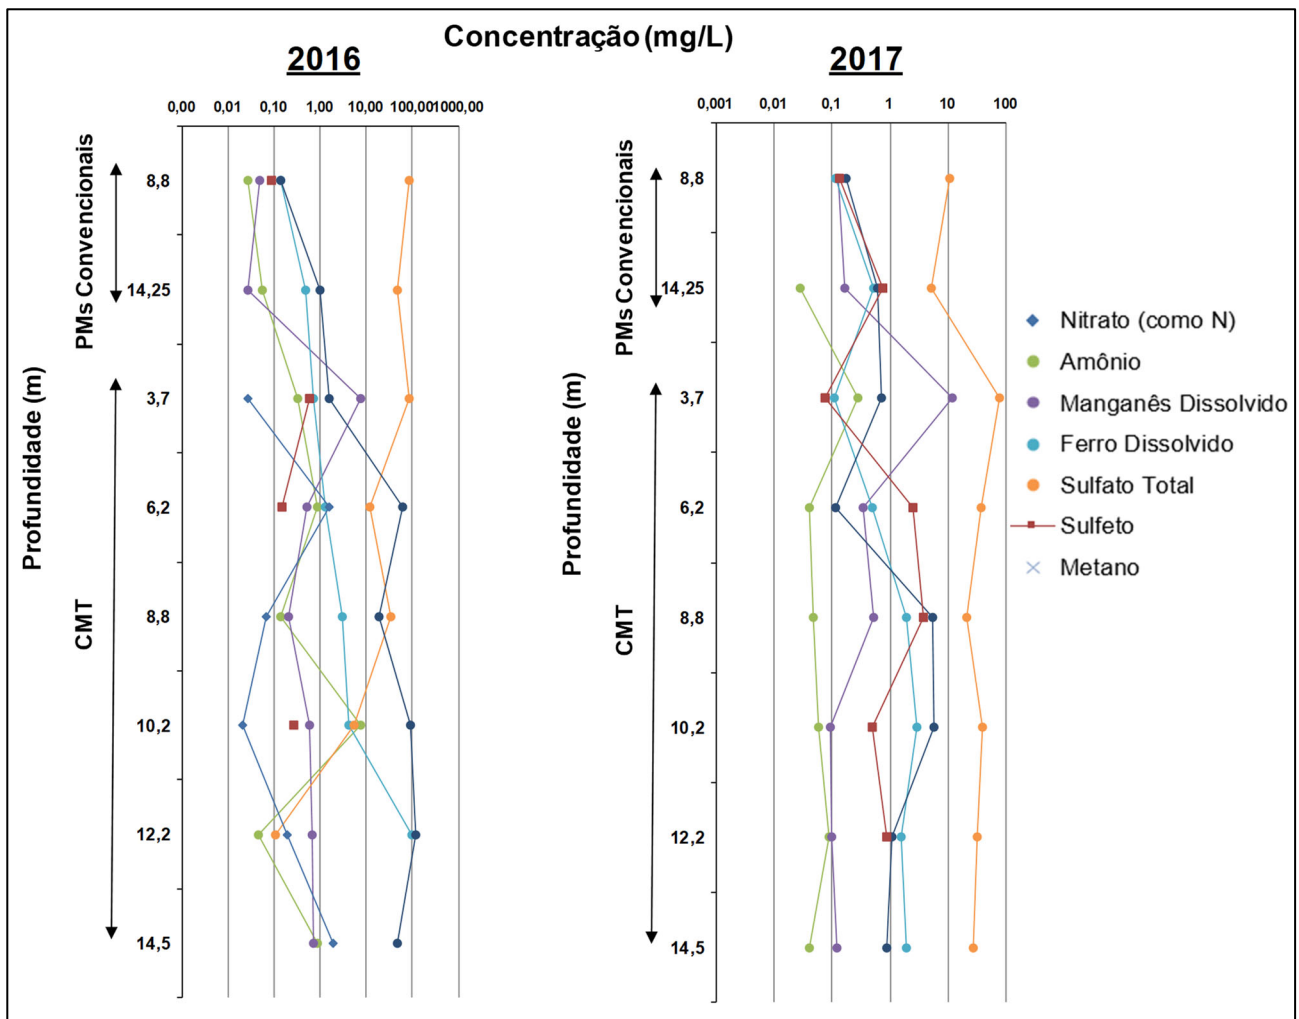 Concentração (mg/L)
2016
0,00 0,01 0,10 1,00 10,00 100,00 1000,00
PMs Convencionais
Profundidade (m)
CMT
8,8
14,25
3,7
6,2
8,8
10,2
12,2
14,5
2017
0,001 0,01 0,1 1 10 100
PMs Convencionais
Profundidade (m)
CMT
8,8
14,25
3,7
6,2
8,8
10,2
12,2
14,5
Nitrato (como N)
Amônio
Manganês Dissolvido
Ferro Dissolvido
Sulfato Total
Sulfeto
Metano